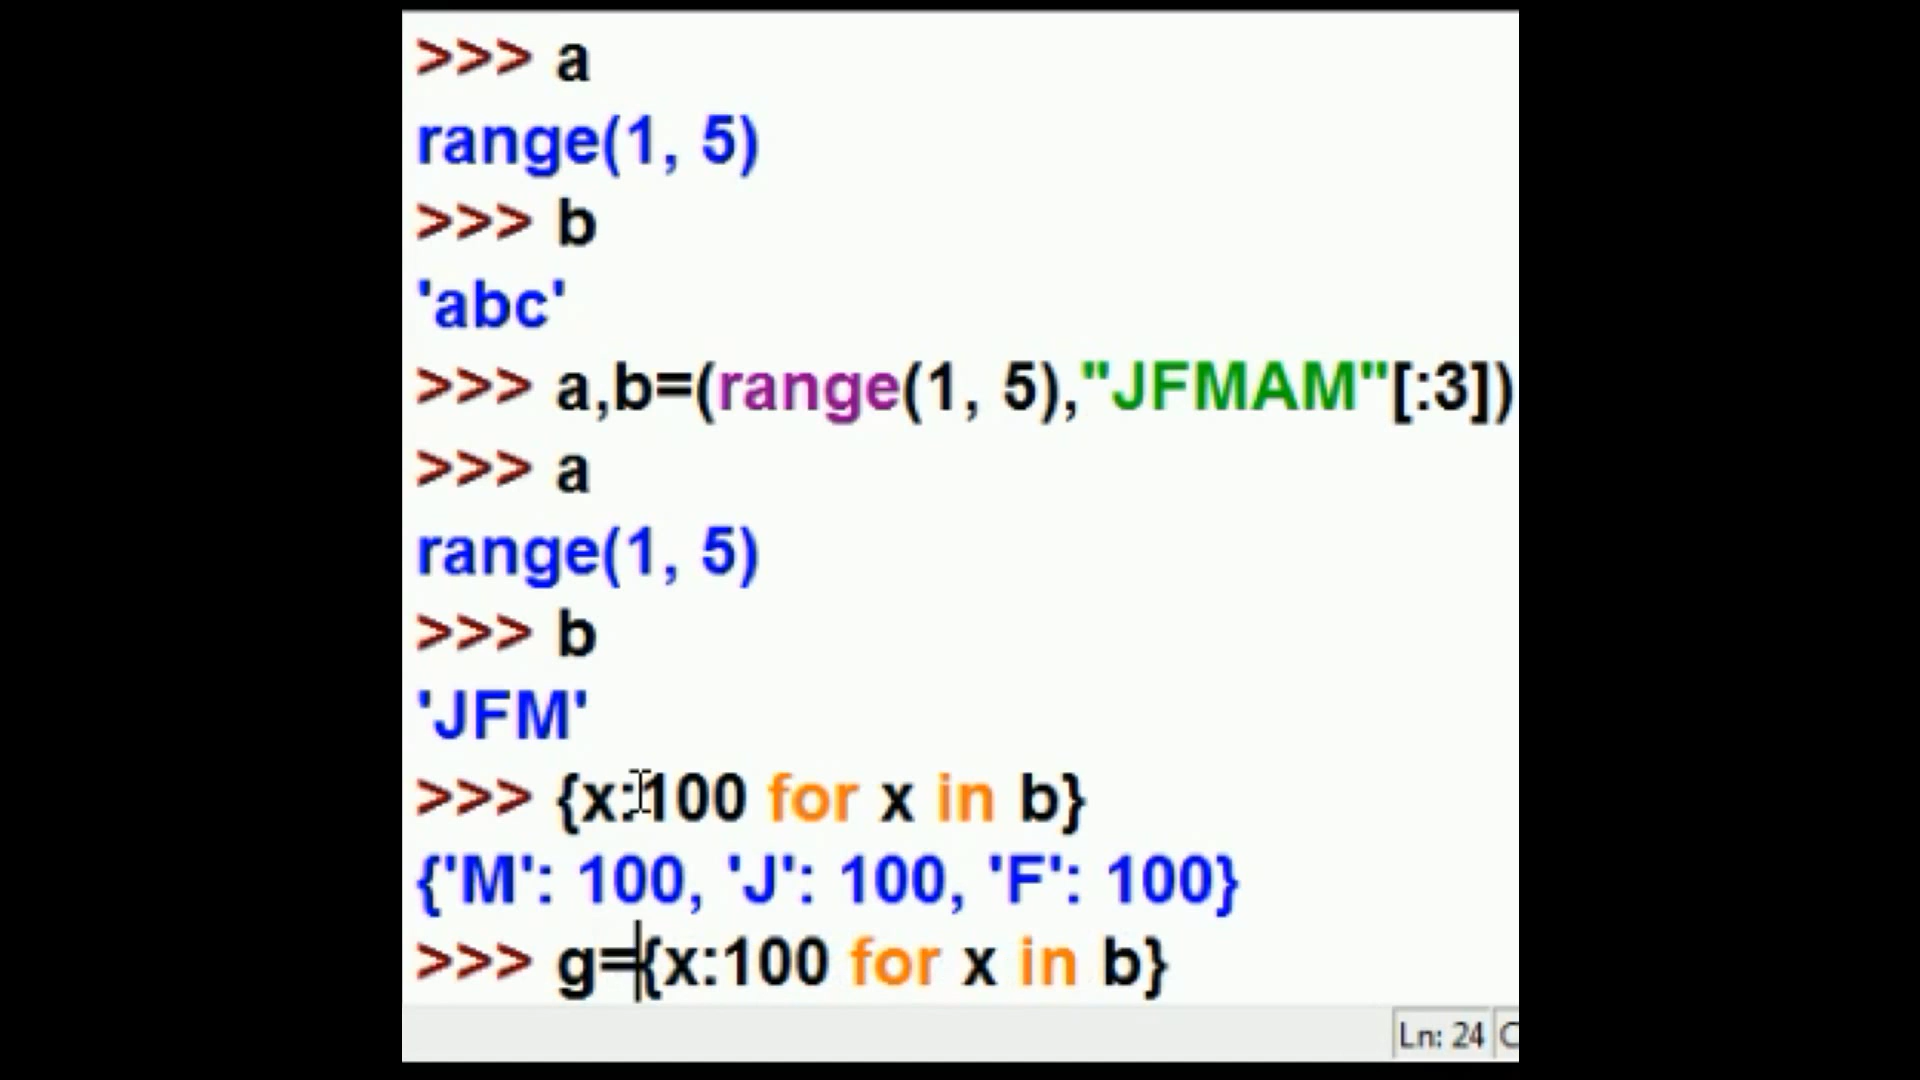 >>> a
range(1, 5)
>>> b
'abc'
>>> a,b=(range(1, 5),"JFMAM"[:3])
>>> a
range(1, 5)
>>> b
'JFM'
>>> {x:100 for x in b}
{'M': 100, 'J': 100, 'F': 100}
>>> g={x:100 for x in b}
Ln: 24 C